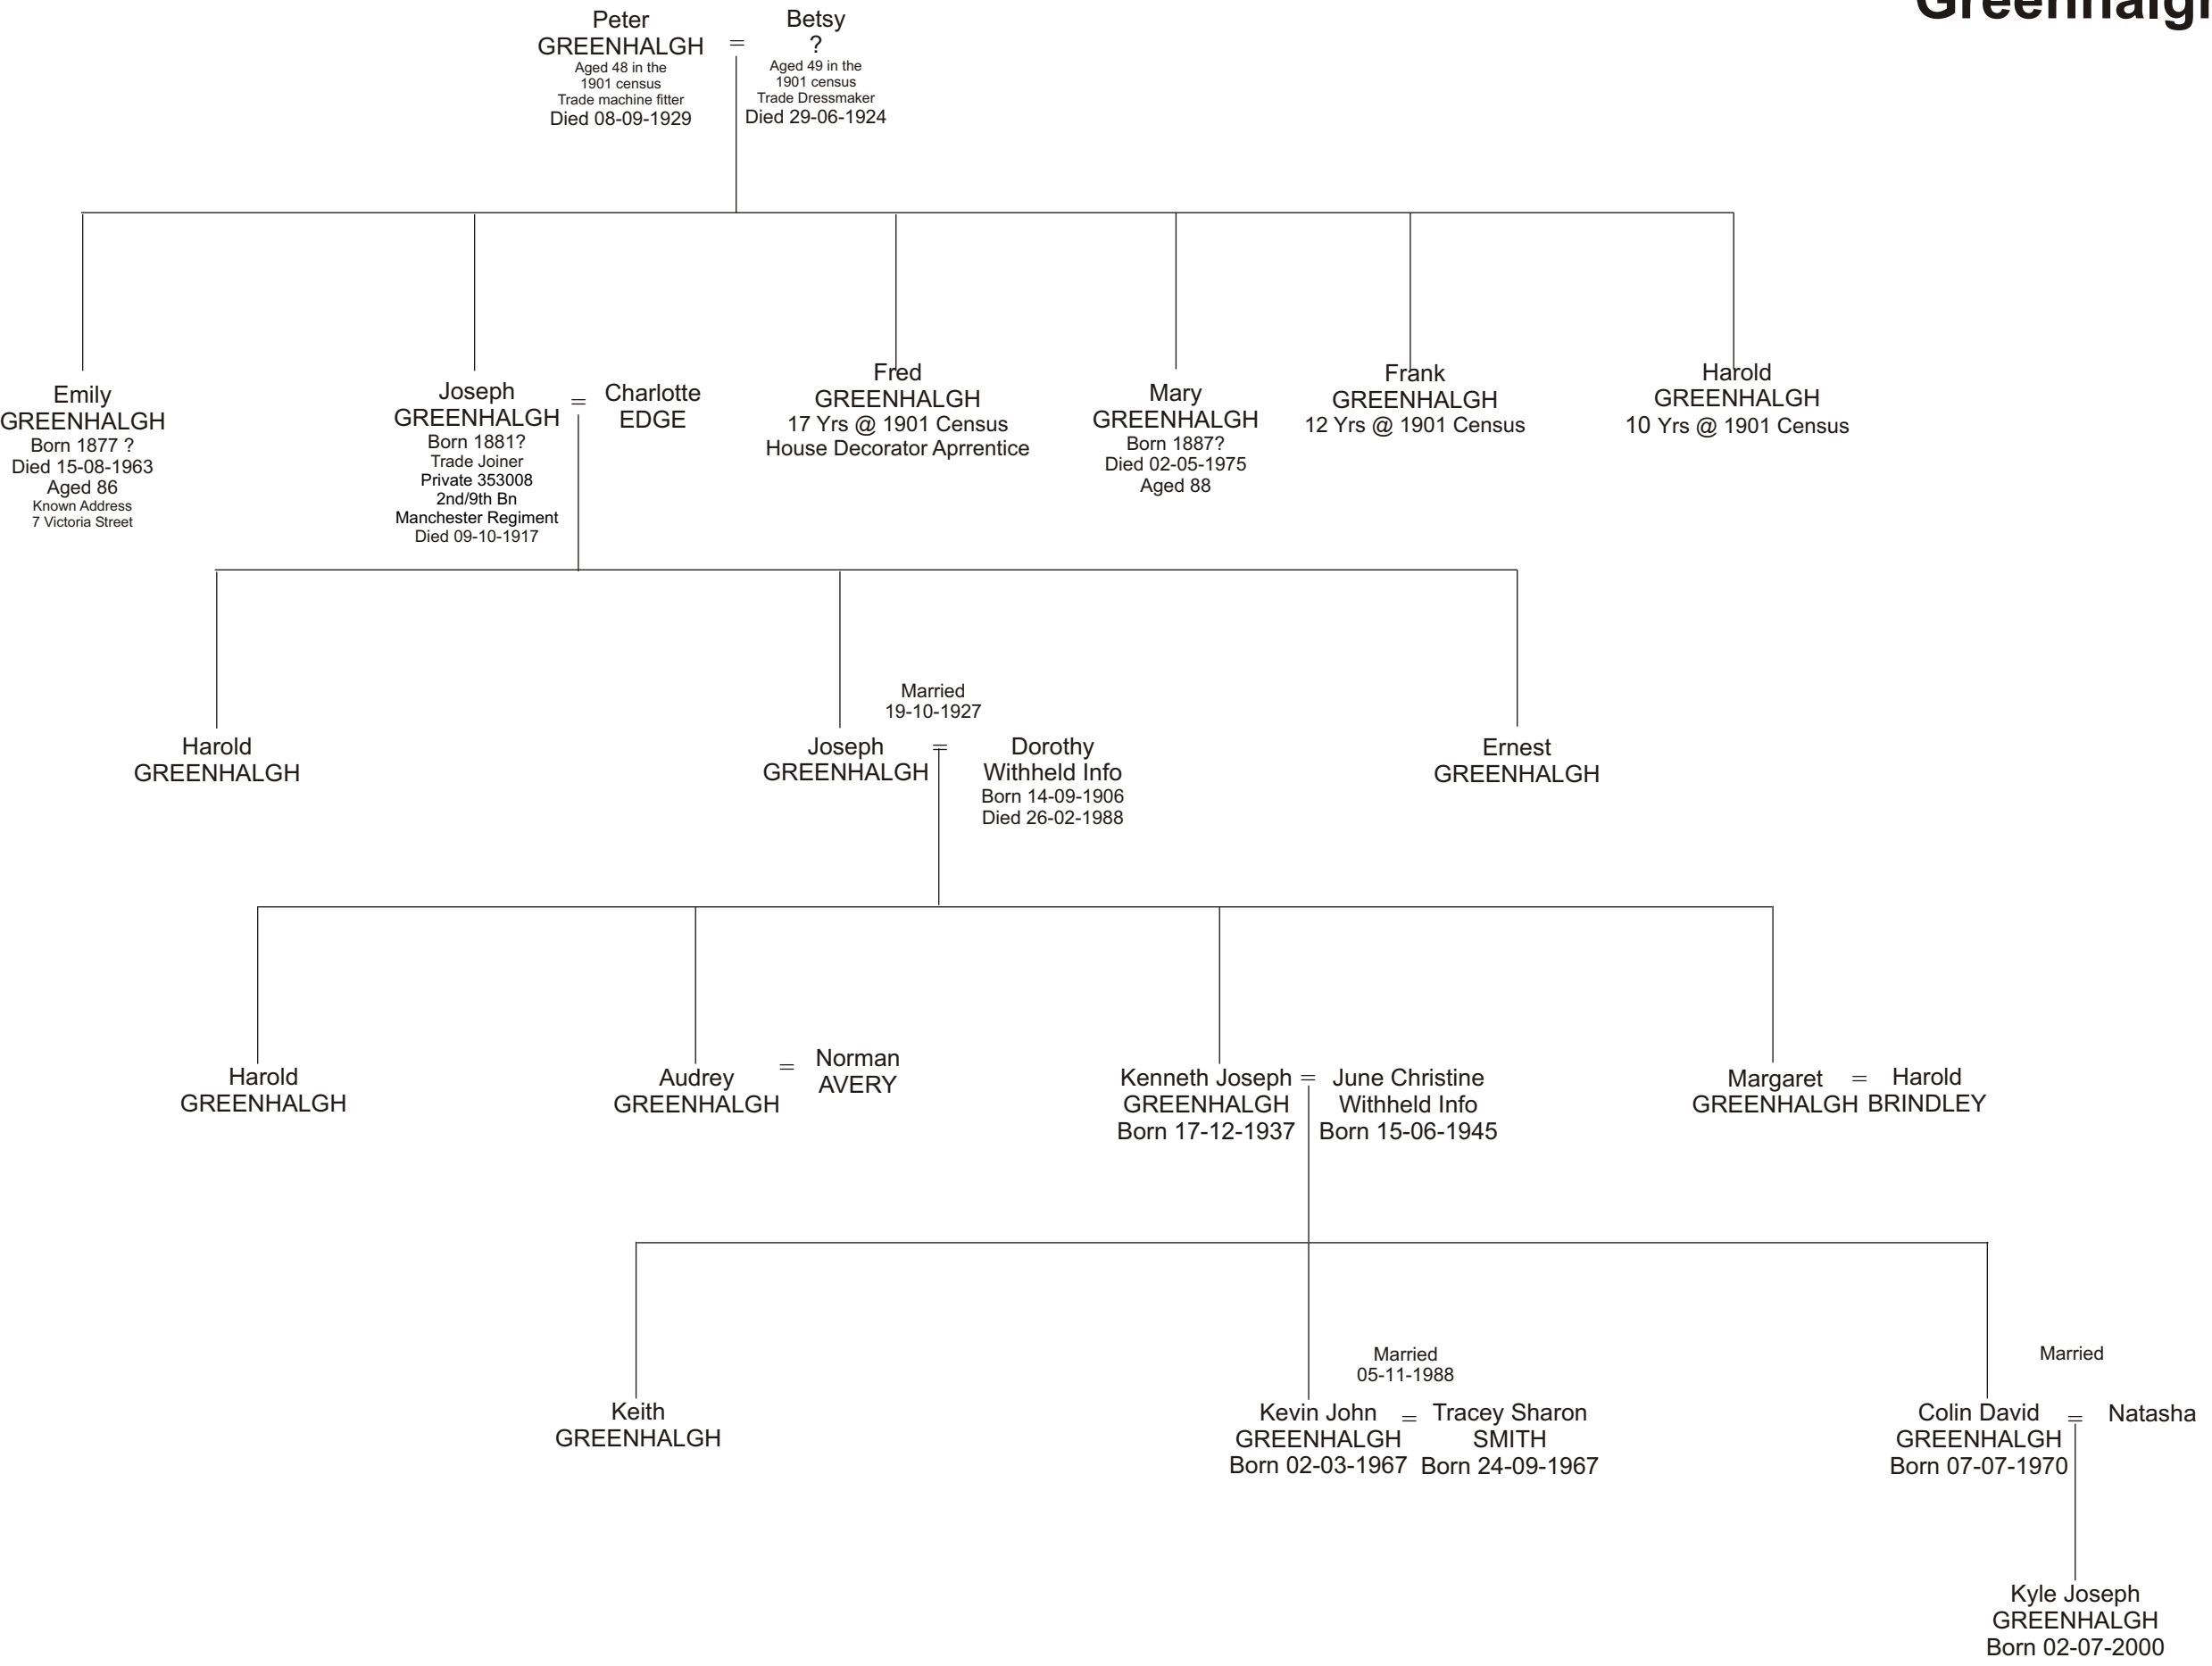 Greenhalgh
Peter
GREENHALGH
Aged 48 in the
1901 census
Trade machine fitter
Died 08-09-1929
=
Betsy
?
Aged 49 in the
1901 census
Trade Dressmaker
Died 29-06-1924
Emily
GREENHALGH
Born 1877 ?
Died 15-08-1963
Aged 86
Known Address
7 Victoria Street
Joseph
GREENHALGH
Born 1881?
Trade Joiner
Private 353008
2nd/9th Bn
Manchester Regiment
Died 09-10-1917
=
Charlotte
EDGE
Fred
GREENHALGH
17 Yrs @ 1901 Census
House Decorator Aprrentice
Mary
GREENHALGH
Born 1887?
Died 02-05-1975
Aged 88
Frank
GREENHALGH
12 Yrs @ 1901 Census
Harold
GREENHALGH
10 Yrs @ 1901 Census
Harold
GREENHALGH
Married
19-10-1927
Joseph
GREENHALGH
=
Dorothy
Withheld Info
Born 14-09-1906
Died 26-02-1988
Ernest
GREENHALGH
Harold
GREENHALGH
Audrey
GREENHALGH
=
Norman
AVERY
Kenneth Joseph
GREENHALGH
Born 17-12-1937
=
June Christine
Withheld Info
Born 15-06-1945
Margaret
GREENHALGH
=
Harold
BRINDLEY
Keith
GREENHALGH
Married
05-11-1988
Kevin John
GREENHALGH
Born 02-03-1967
=
Tracey Sharon
SMITH
Born 24-09-1967
Married
Colin David
GREENHALGH
Born 07-07-1970
=
Natasha
Kyle Joseph
GREENHALGH
Born 02-07-2000